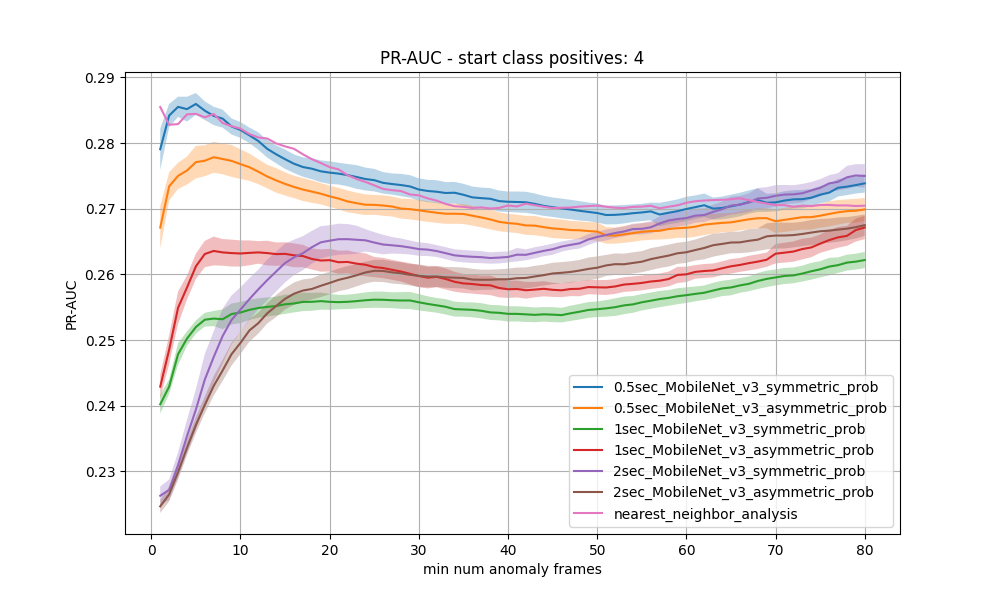 PR-AUC - start class positives: 4
PR-AUC
0.29
0.28
0.27
0.26
0.25
0.24
0.23
0 10 20 30 40 50 60 70 80
min num anomaly frames
0.5sec_MobileNet_v3_symmetric_prob
0.5sec_MobileNet_v3_asymmetric_prob
1sec_MobileNet_v3_symmetric_prob
1sec_MobileNet_v3_asymmetric_prob
2sec_MobileNet_v3_symmetric_prob
2sec_MobileNet_v3_asymmetric_prob
nearest_neighbor_analysis